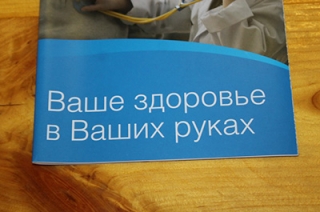 Ваше здоровье
в Ваших руках